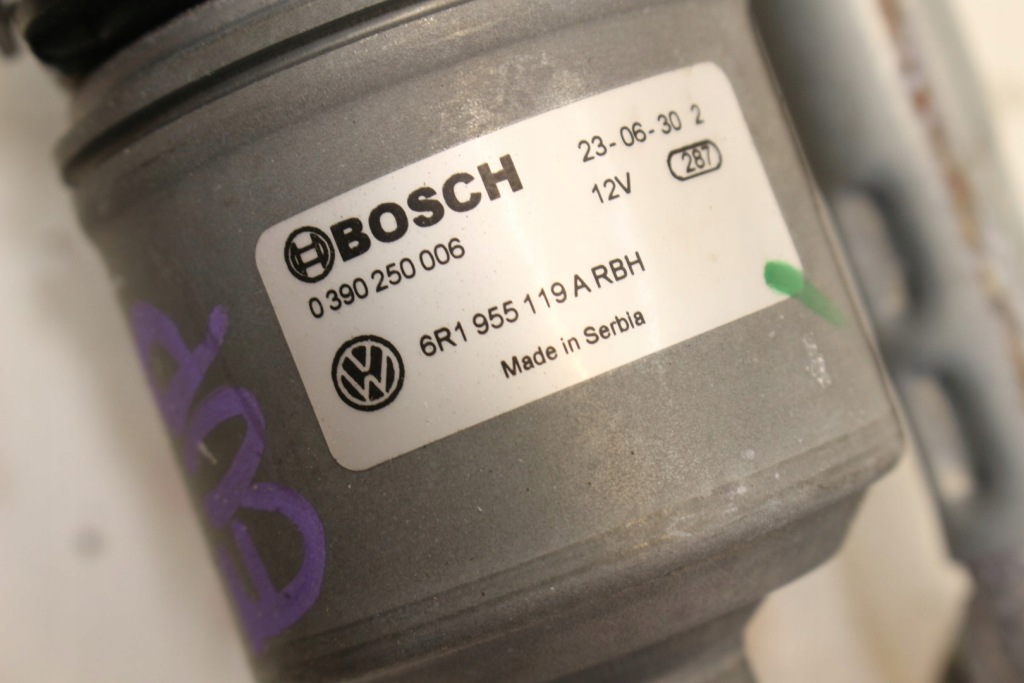 BOSCH
23-06-30 2
12V 287
0 390 250 006
6R1 955 119 A RBH
Made in Serbia